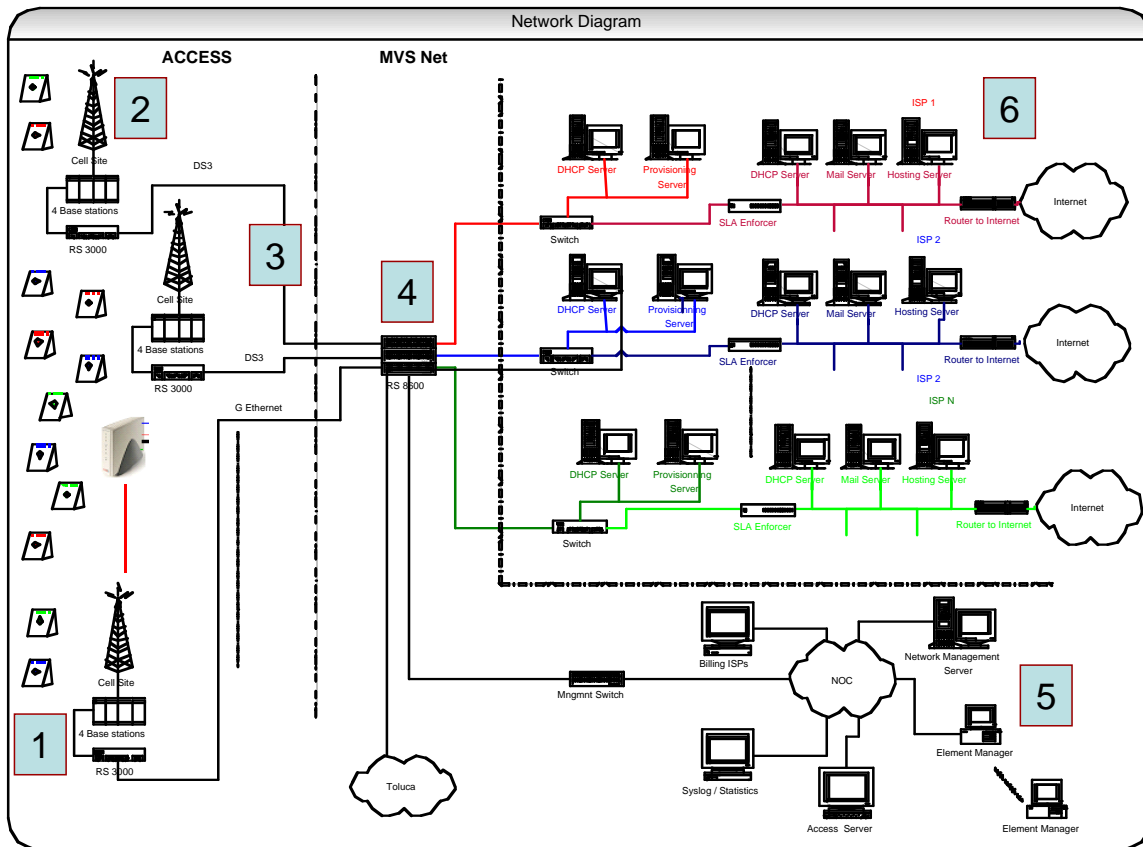 Network Diagram
ACCESS
MVS Net
2
6
ISP 1
Cell Site
DS3
DHCP Server
Provisioning
Server
DHCP Server
Mail Server
Hosting Server
4 Base stations
Internet
RS 3000
SLA Enforcer
Router to Internet
Switch
3
4
ISP 2
Cell Site
DHCP Server
Provisionning
Server
DHCP Server
Mail Server
Hosting Server
4 Base stations
DS3
Internet
RS 3000
Switch
SLA Enforcer
Router to Internet
RS 8600
ISP 2
G Ethernet
ISP N
DHCP Server
Provisionning
Server
DHCP Server
Mail Server
Hosting Server
Internet
Switch
SLA Enforcer
Router to Internet
Cell Site
Billing ISPs
Network Management
Server
NOC
5
Mngmnt Switch
1
4 Base stations
Element Manager
RS 3000
Toluca
Syslog / Statistics
Access Server
Element Manager